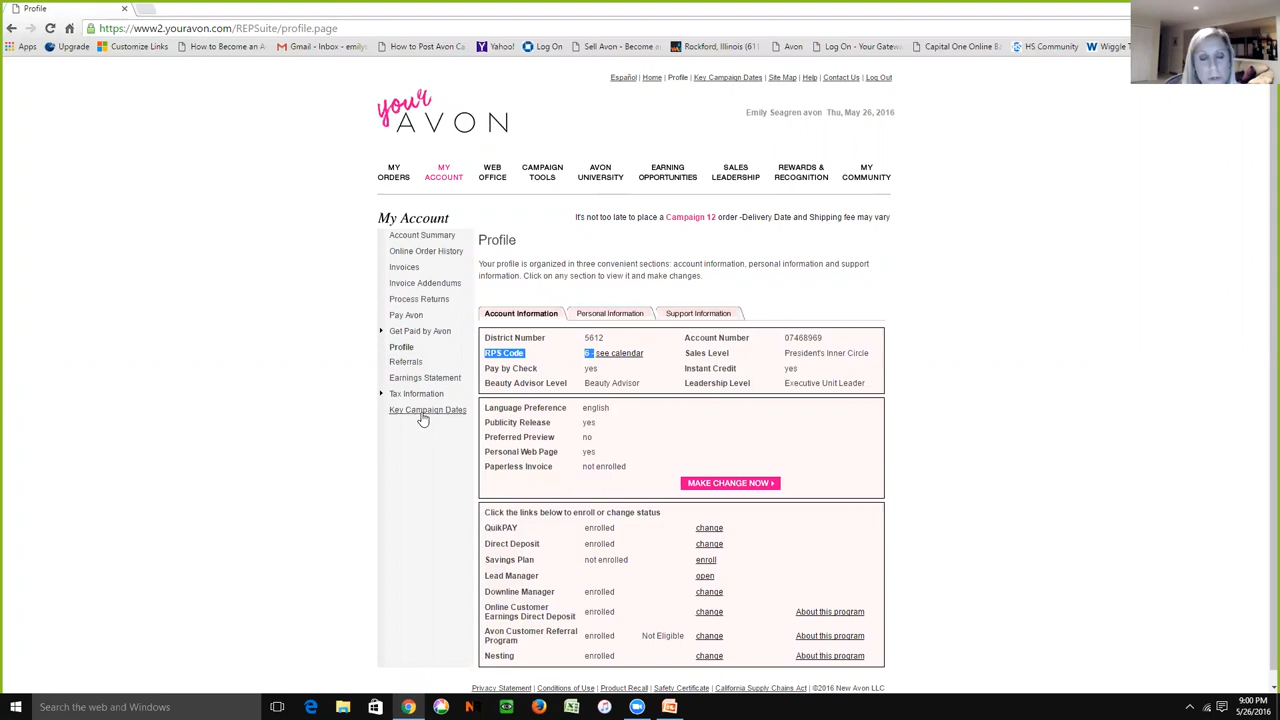 Profile
https://www2.youravon.com/REPSuite/profile.page
Apps Upgrade Customize Links How to Become an A Gmail - Inbox (63) - em How to Post Avon Ca Yahoo! Log On Sell Avon - Become a Rockford, Illinois (61 Avon Log On - Your Gatew Capital One Online B HS Community Wiggle T
Español | Home | Profile | Key Campaign Dates | Site Map | Help | Contact Us | Log Out
your AVON
Emily Seagren avon Thu, May 26, 2016
MY ORDERS
MY ACCOUNT
WEB OFFICE
CAMPAIGN TOOLS
AVON UNIVERSITY
EARNING OPPORTUNITIES
SALES LEADERSHIP
REWARDS & RECOGNITION
MY COMMUNITY
My Account
It's not too late to place a Campaign 12 order -Delivery Date and Shipping fee may vary
Account Summary
Online Order History
Invoices
Invoice Addendums
Process Returns
Pay Avon
Get Paid by Avon
Profile
Referrals
Earnings Statement
Tax Information
Key Campaign Dates
Profile
Your profile is organized in three convenient sections: account information, personal information and support
information. Click on any section to view it and make changes.
Account Information Personal Information Support Information
District Number 5612 Account Number 07468969
RPS Code 6 - see calendar Sales Level President's Inner Circle
Pay by Check yes Instant Credit yes
Beauty Advisor Level Beauty Advisor Leadership Level Executive Unit Leader
Language Preference english
Publicity Release yes
Preferred Preview no
Personal Web Page yes
Paperless Invoice not enrolled
MAKE CHANGE NOW
Click the links below to enroll or change status
QuikPAY enrolled change
Direct Deposit enrolled change
Savings Plan not enrolled enroll
Lead Manager open
Downline Manager enrolled change
Online Customer
Earnings Direct Deposit enrolled change About this program
Avon Customer Referral
Program enrolled Not Eligible change About this program
Nesting enrolled change About this program
Privacy Statement | Conditions of Use | Product Recall | Safety Certificate | California Supply Chains Act | ©2016 New Avon LLC
Search the web and Windows
9:00 PM
5/26/2016